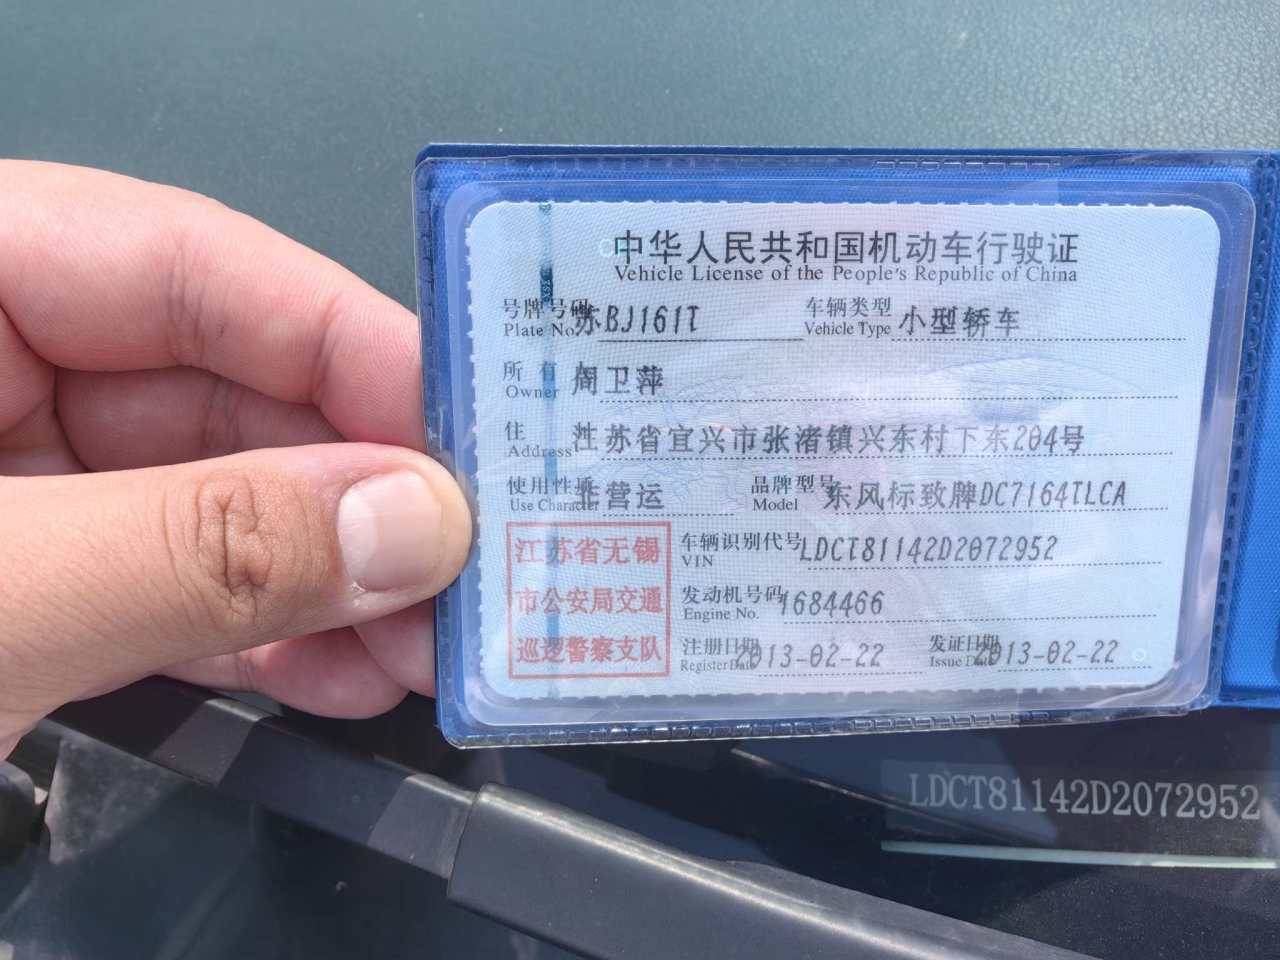 中华人民共和国机动车行驶证
Vehicle License of the People's Republic of China
号牌号码 苏BJ161T 车辆类型 小型轿车
Plate No. Vehicle Type
所有人 周卫萍
Owner
住 江苏省宜兴市张渚镇兴东村下东204号
Address
使用性质 非营运 品牌型号 东风标致牌DC7164TLCA
Use Character Model
江苏省无锡
市公安局交通
巡逻警察支队
车辆识别代号 LDCT81142D2072952
VIN
发动机号码 1684466
Engine No.
注册日期 2013-02-22 发证日期 2013-02-22
Register Date Issue Date
LDCT81142D2072952